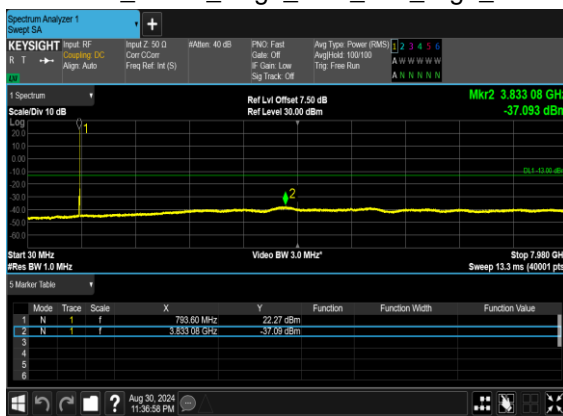 Spectrum Analyzer 1
Swept SA
+
KEYSIGHT Input: RF Input Z: 50 Ω #Atten: 40 dB PNO: Fast Avg Type: Power (RMS) 1 2 3 4 5 6
R T Coupling: DC Corr CCorr Gate: Off Avg|Hold: 100/100 A W W W W W
Align: Auto Freq Ref: Int (S) IF Gain: Low Trig: Free Run
Sig Track: Off A N N N N N
1 Spectrum Ref Lvl Offset 7.50 dB Mkr2 3.833 08 GHz
Scale/Div 10 dB Ref Level 30.00 dBm -37.093 dBm
Log
20.0
10.0
0.00
-10.0
DL1 -13.00 dBm
-20.0
-30.0
-40.0
-50.0
-60.0
1
2
Start 30 MHz Video BW 3.0 MHz* Stop 7.980 GH
#Res BW 1.0 MHz Sweep 13.3 ms (40001 pts
5 Marker Table
Mode Trace Scale X Y Function Function Width Function Value
1 N 1 f 793.60 MHz 22.27 dBm
2 N 1 f 3.833 08 GHz -37.09 dBm
3
4
5
6
? Aug 30, 2024
11:36:58 PM